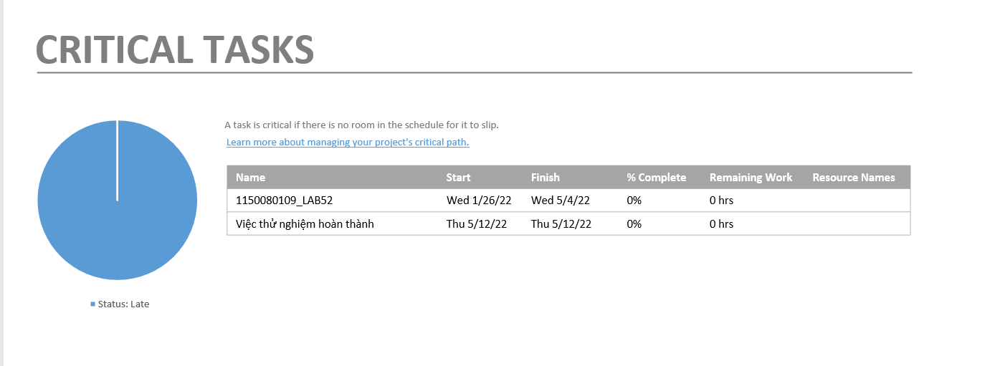 CRITICAL TASKS
A task is critical if there is no room in the schedule for it to slip.
Learn more about managing your project's critical path.
Name Start Finish % Complete Remaining Work Resource Names
1150080109_LAB52 Wed 1/26/22 Wed 5/4/22 0% 0 hrs
Việc thử nghiệm hoàn thành Thu 5/12/22 Thu 5/12/22 0% 0 hrs
Status: Late